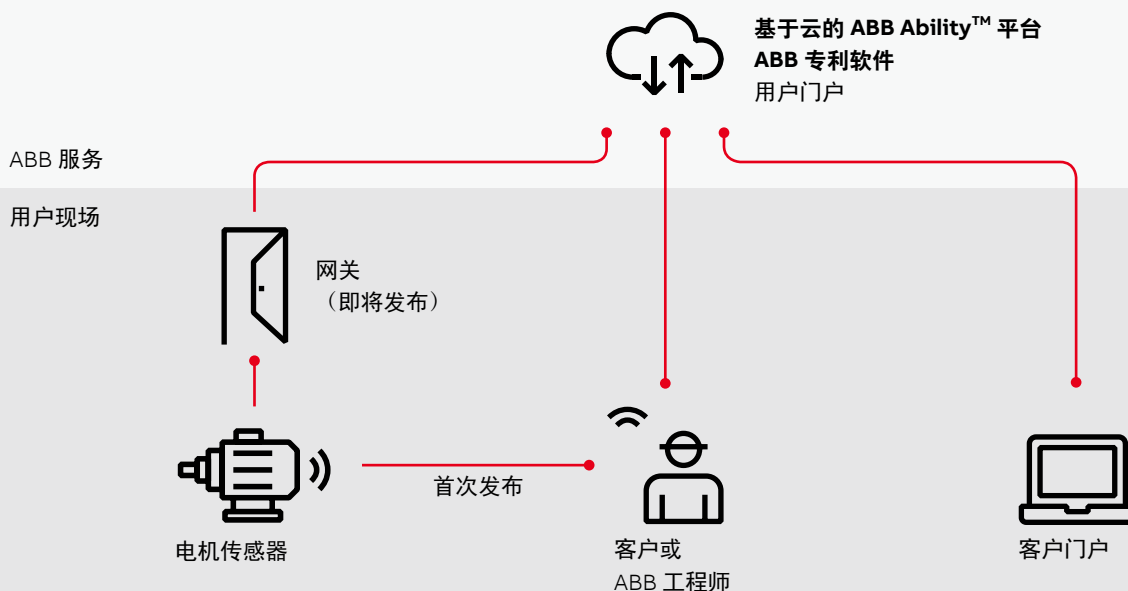 基于云的 ABB Ability™ 平台
ABB 专利软件
用户门户
ABB 服务
用户现场
网关
（即将发布）
首次发布
电机传感器
客户或
ABB 工程师
客户门户